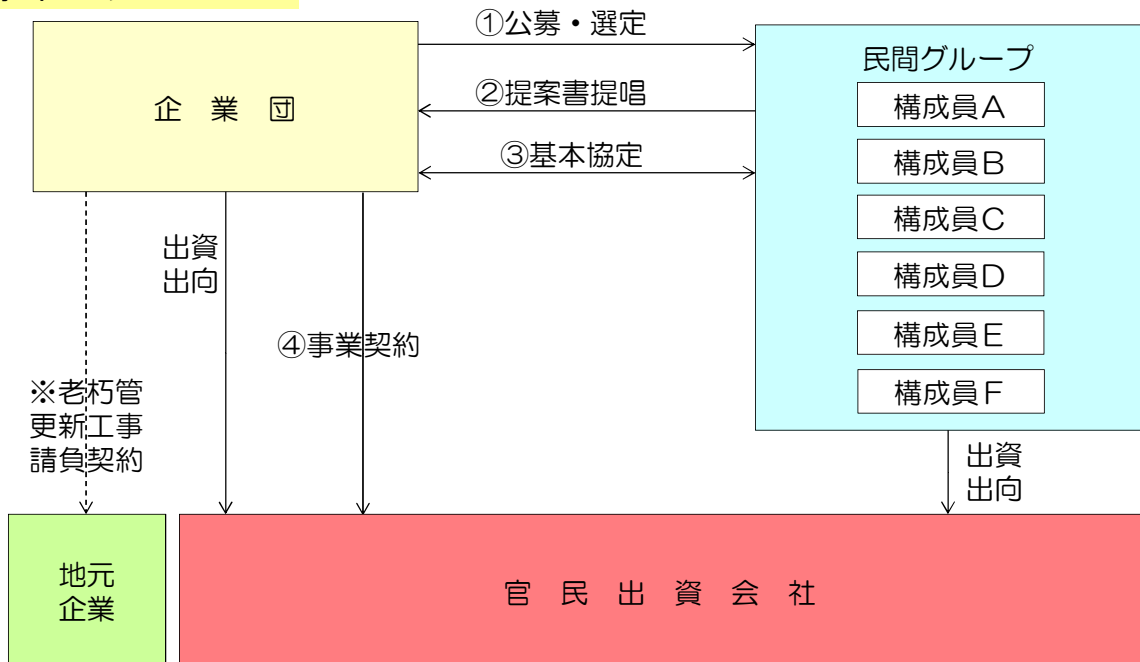 ①公募・選定
民間グループ
企業団
②提案書提唱
構成員A
③基本協定
構成員B
構成員C
出資
出向
構成員D
④事業契約
構成員E
※老朽管
更新工事
請負契約
構成員F
出資
出向
地元
企業
官民出資会社